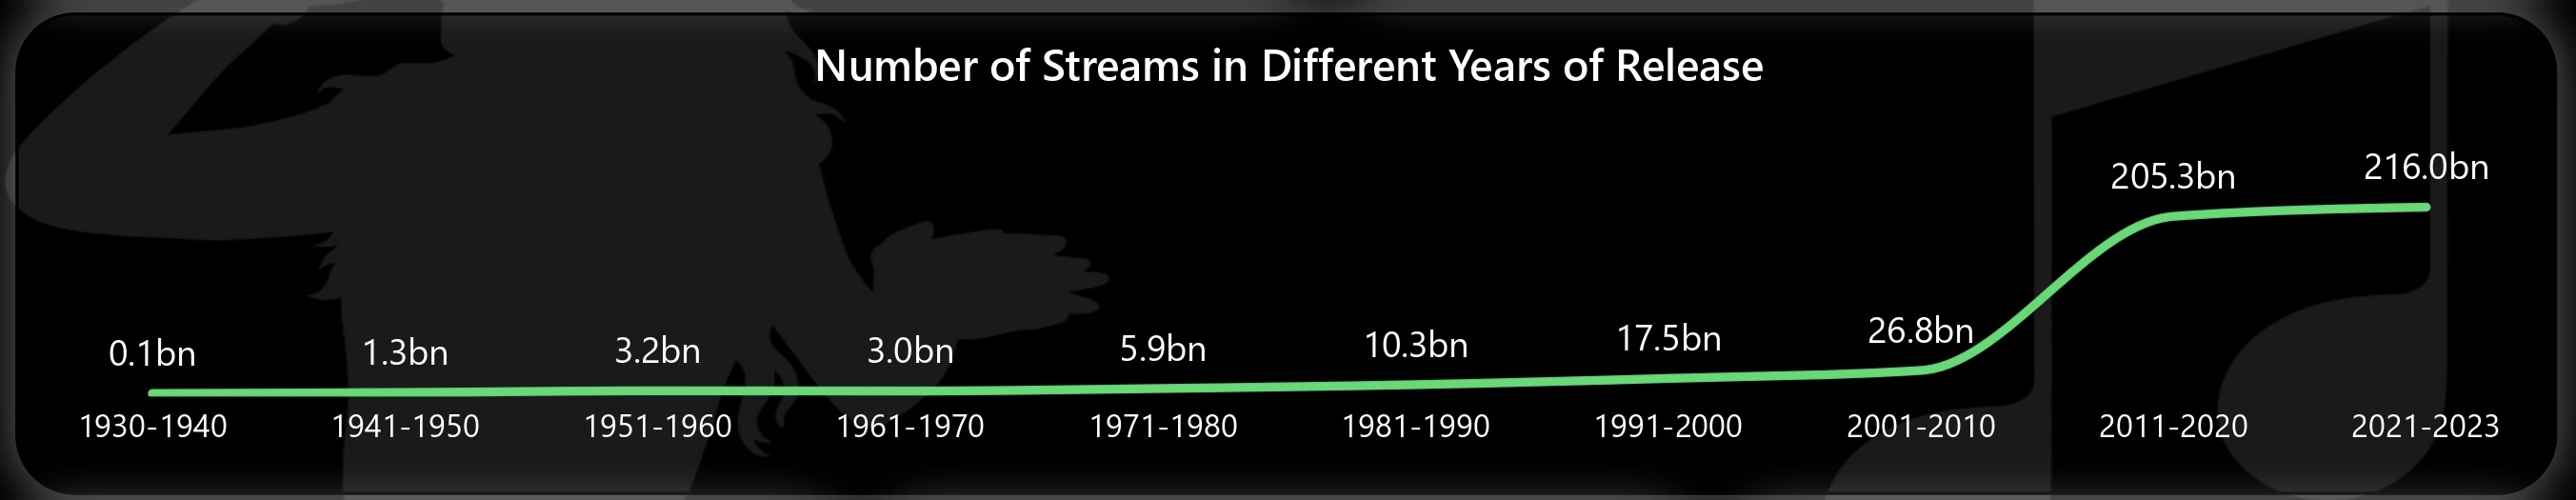 Number of Streams in Different Years of Release
0.1bn 1.3bn 3.2bn 3.0bn 5.9bn 10.3bn 17.5bn 26.8bn 205.3bn 216.0bn
1930-1940 1941-1950 1951-1960 1961-1970 1971-1980 1981-1990 1991-2000 2001-2010 2011-2020 2021-2023